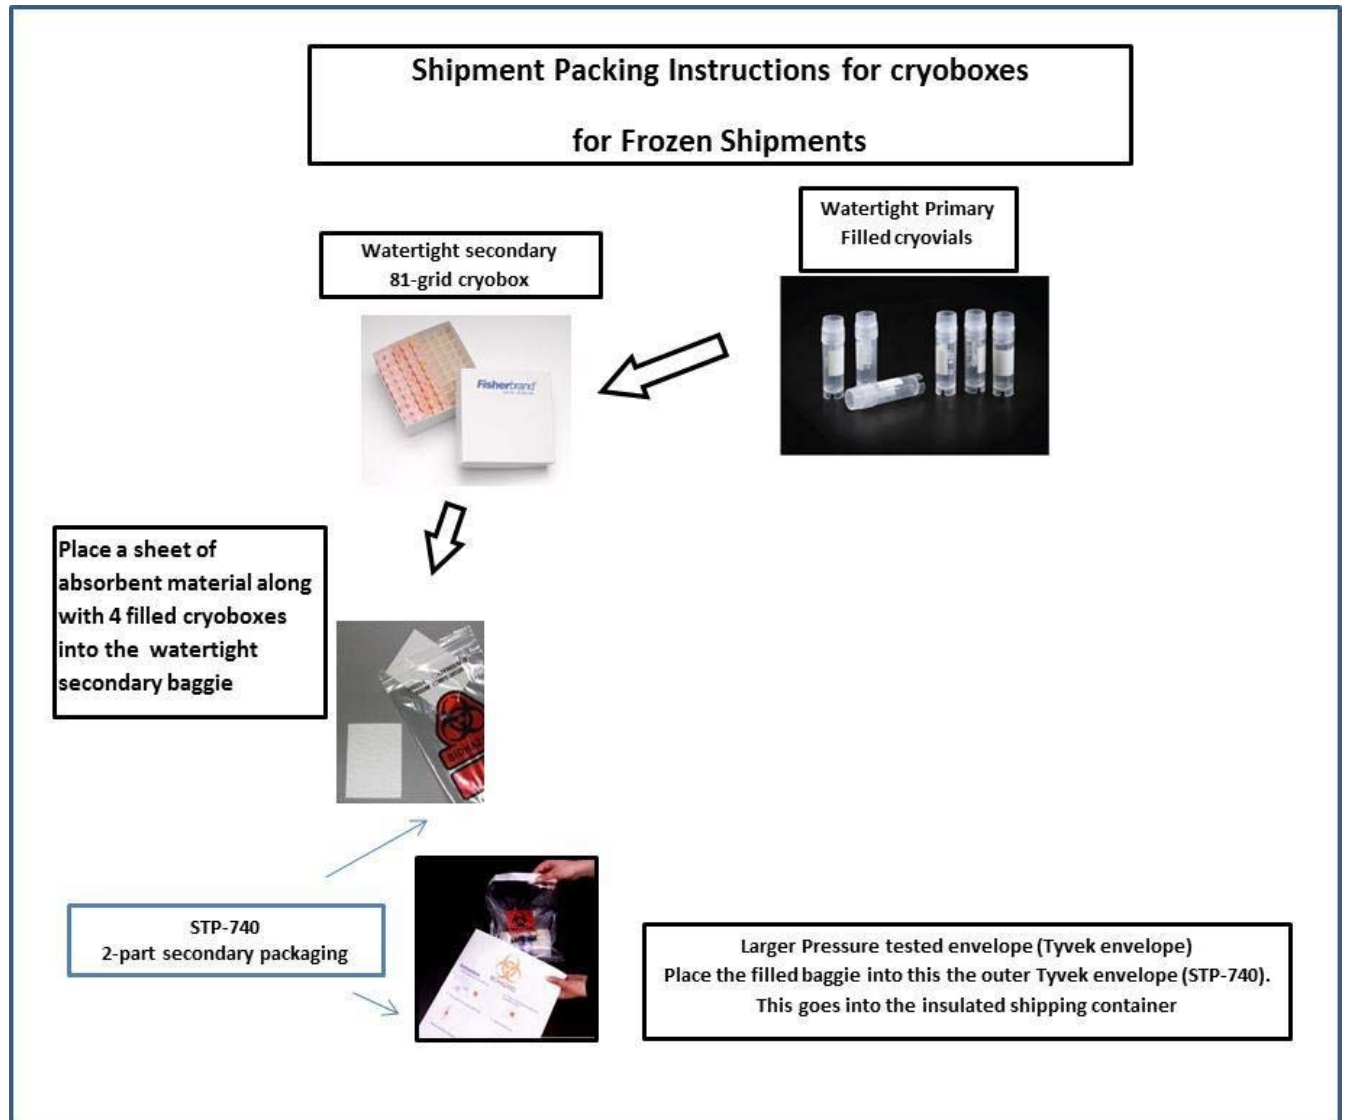 Shipment Packing Instructions for cryoboxes
for Frozen Shipments
Watertight Primary
Filled cryovials
Watertight secondary
81-grid cryobox
Fisherbrand
Place a sheet of
absorbent material along
with 4 filled cryoboxes
into the watertight
secondary baggie
STP-740
2-part secondary packaging
Larger Pressure tested envelope (Tyvek envelope)
Place the filled baggie into this the outer Tyvek envelope (STP-740).
This goes into the insulated shipping container